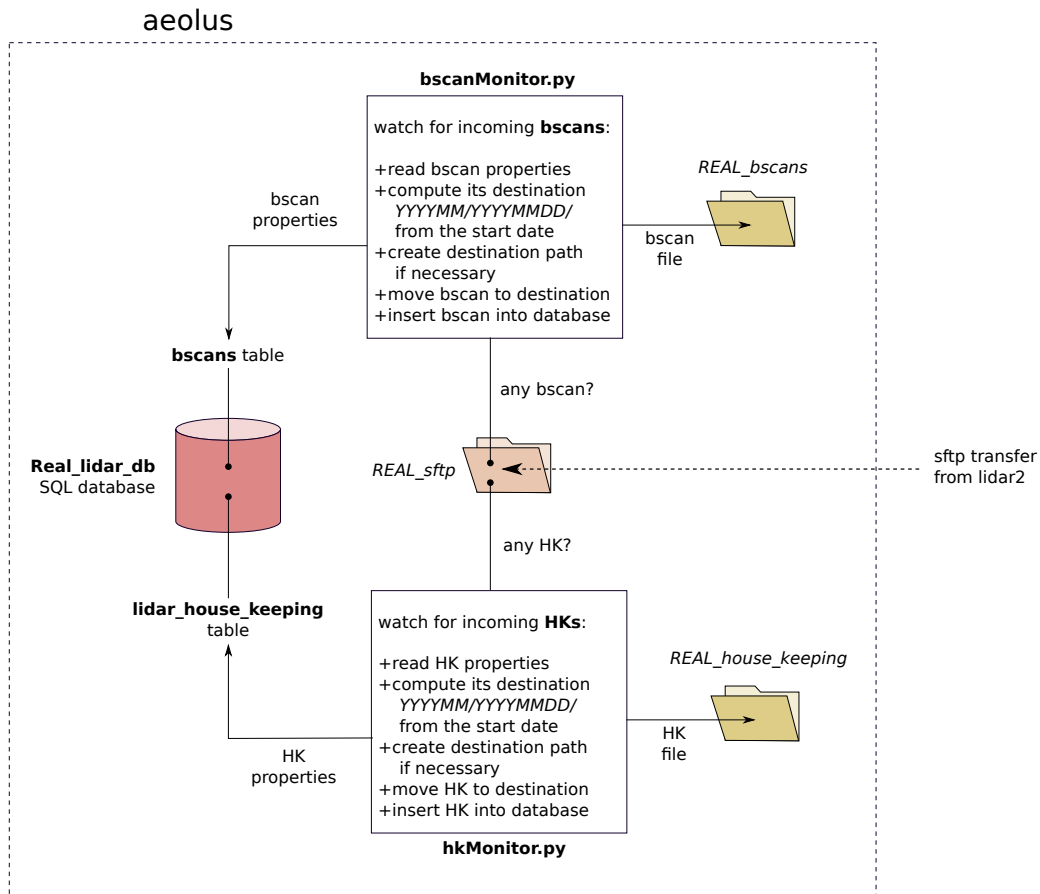 aeolus
bscanMonitor.py
watch for incoming bscans:
+read bscan properties
+compute its destination
YYYYMM/YYYYMMDD/
from the start date
+create destination path
if necessary
+move bscan to destination
+insert bscan into database
REAL_bscans
bscan
file
bscan
properties
bscans table
any bscan?
Real_lidar_db
SQL database
REAL_sftp
sftp transfer
from lidar2
any HK?
lidar_house_keeping
table
watch for incoming HKs:
+read HK properties
+compute its destination
YYYYMM/YYYYMMDD/
from the start date
+create destination path
if necessary
+move HK to destination
+insert HK into database
REAL_house_keeping
HK
file
HK
properties
hkMonitor.py